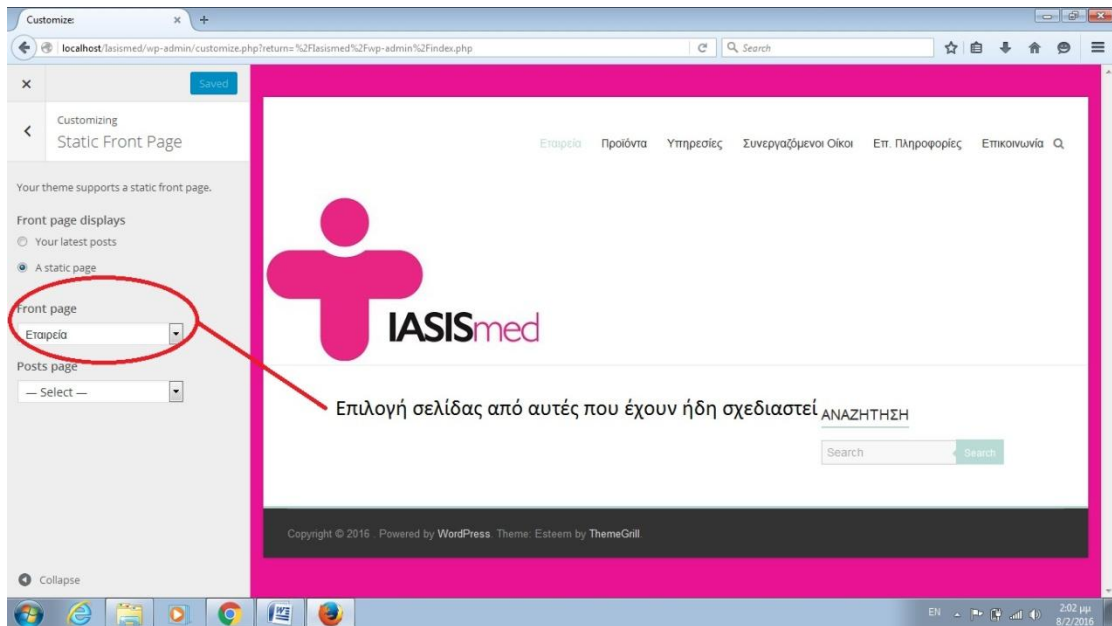 Customize:
localhost/Iasismed/wp-admin/customize.php?return=%2FIasismed%2Fwp-admin%2Findex.php
Search
Saved
Customizing
Static Front Page
Your theme supports a static front page.
Front page displays
Your latest posts
A static page
Front page
Εταιρεία
Posts page
— Select —
Collapse
Εταιρεία Προϊόντα Υπηρεσίες Συνεργαζόμενοι Οίκοι Επ. Πληροφορίες Επικοινωνία
IASISmed
Επιλογή σελίδας από αυτές που έχουν ήδη σχεδιαστεί
ΑΝΑΖΗΤΗΣΗ
Search Search
Copyright © 2016 . Powered by WordPress. Theme: Esteem by ThemeGrill.
EN
2:02 μμ
8/2/2016